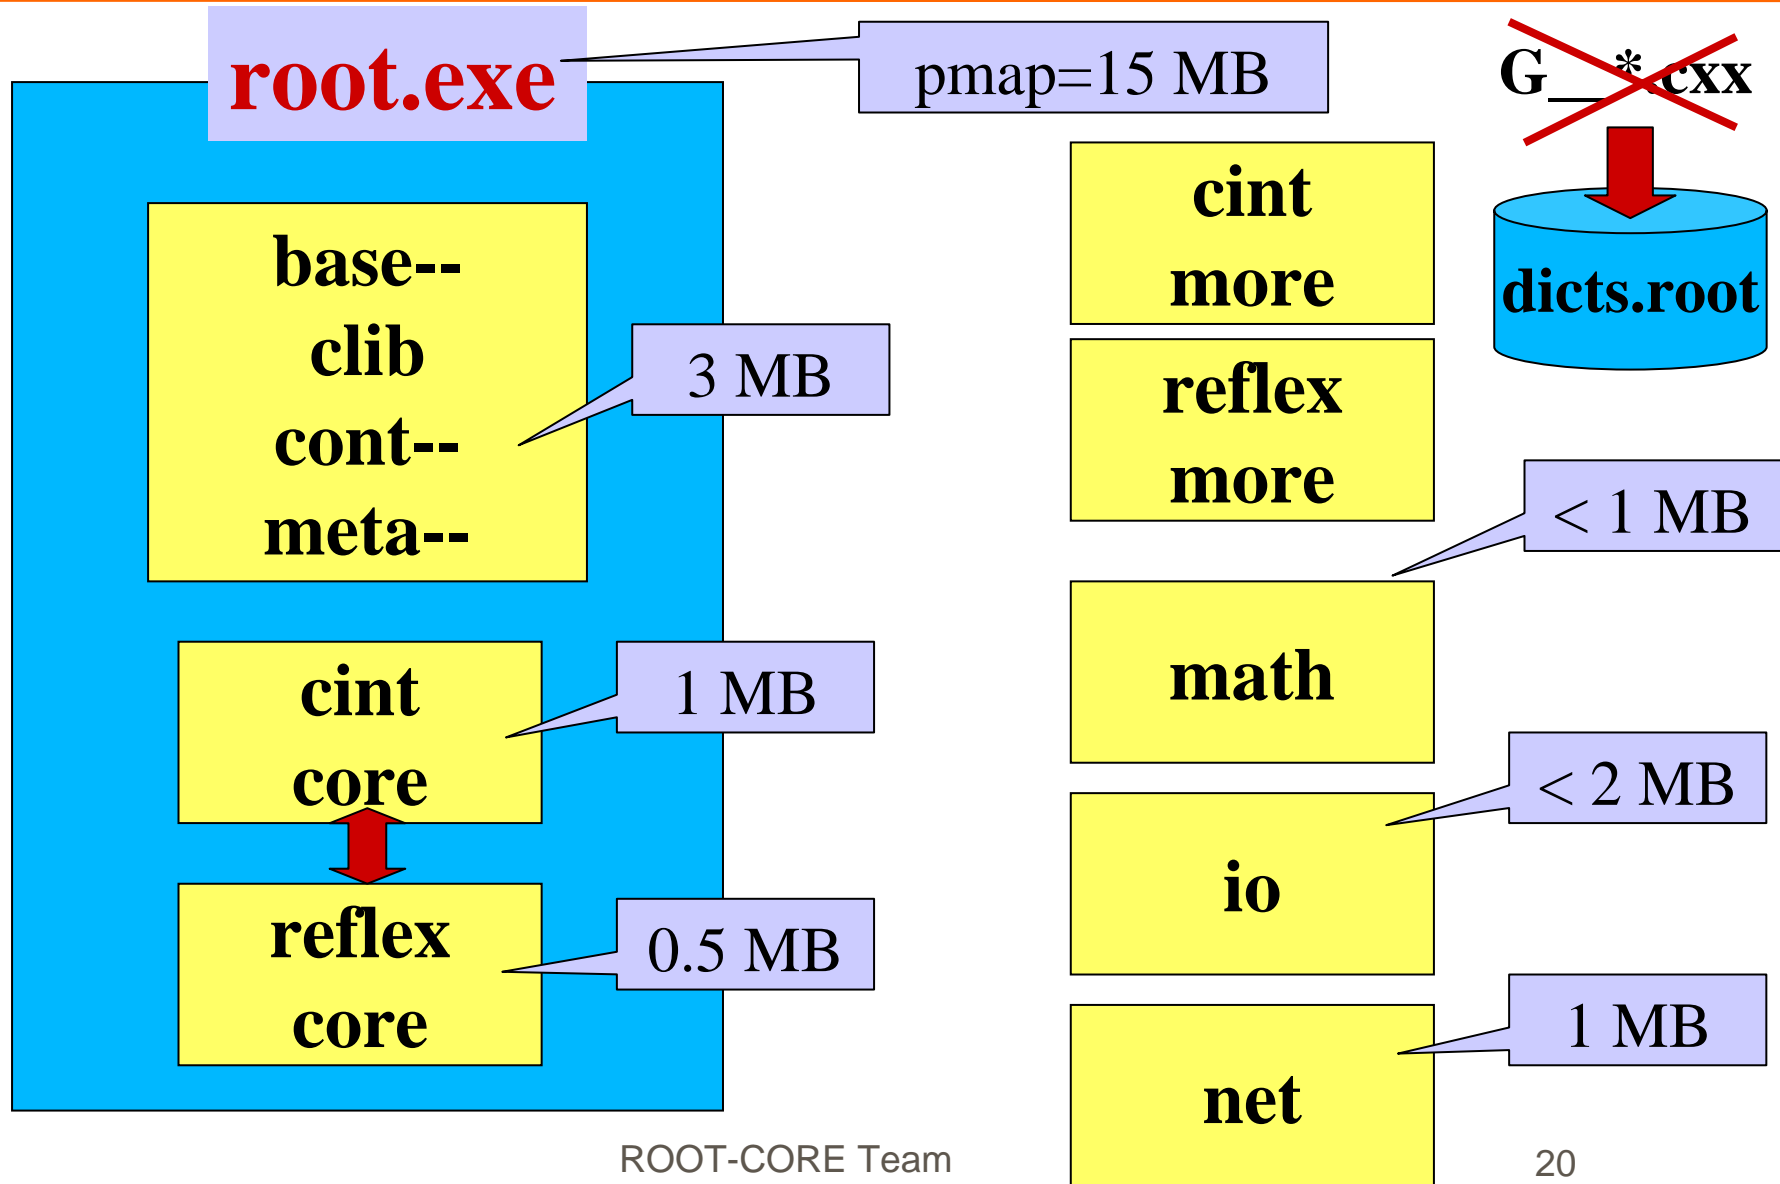 root.exe
pmap=15 MB
G__*.cxx
base--
clib
cont--
meta--
3 MB
cint
core
1 MB
reflex
core
0.5 MB
cint
more
reflex
more
dicts.root
< 1 MB
math
< 2 MB
io
1 MB
net
ROOT-CORE Team
20